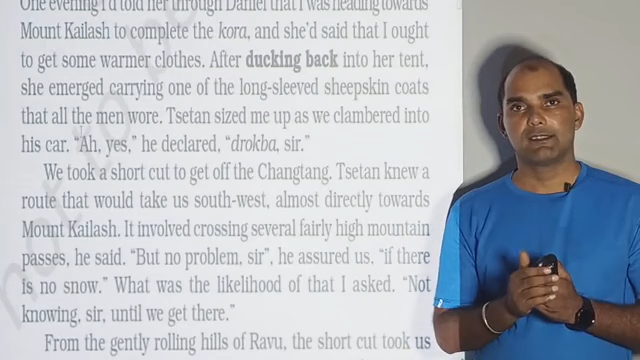 One evening I'd told her through Daniel that I was heading towards
Mount Kailash to complete the kora, and she'd said that I ought
to get some warmer clothes. After ducking back into her tent,
she emerged carrying one of the long-sleeved sheepskin coats
that all the men wore. Tsetan sized me up as we clambered into
his car. “Ah, yes,” he declared, “drokba, sir.”
We took a short cut to get off the Changtang. Tsetan knew a
route that would take us south-west, almost directly towards
Mount Kailash. It involved crossing several fairly high mountain
passes, he said. “But no problem, sir”, he assured us, “if there
is no snow.” What was the likelihood of that I asked. “Not
knowing, sir, until we get there.”
From the gently rolling hills of Ravu, the short cut took us
not to be